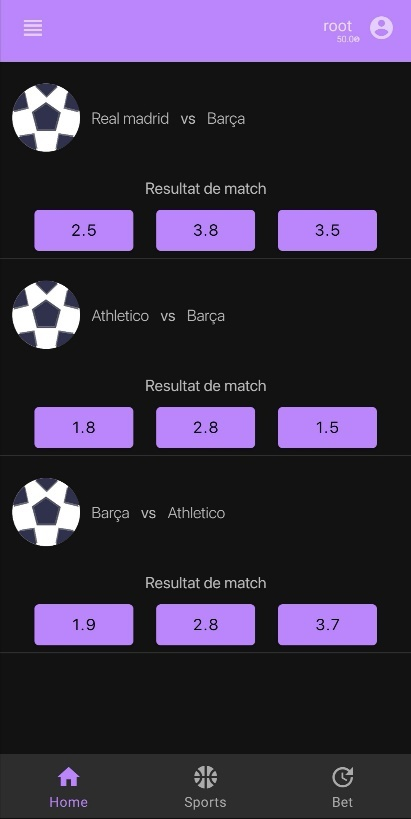 root
50.0
Real madrid vs Barça
Resultat de match
2.5 3.8 3.5
Athletico vs Barça
Resultat de match
1.8 2.8 1.5
Barça vs Athletico
Resultat de match
1.9 2.8 3.7
Home Sports Bet